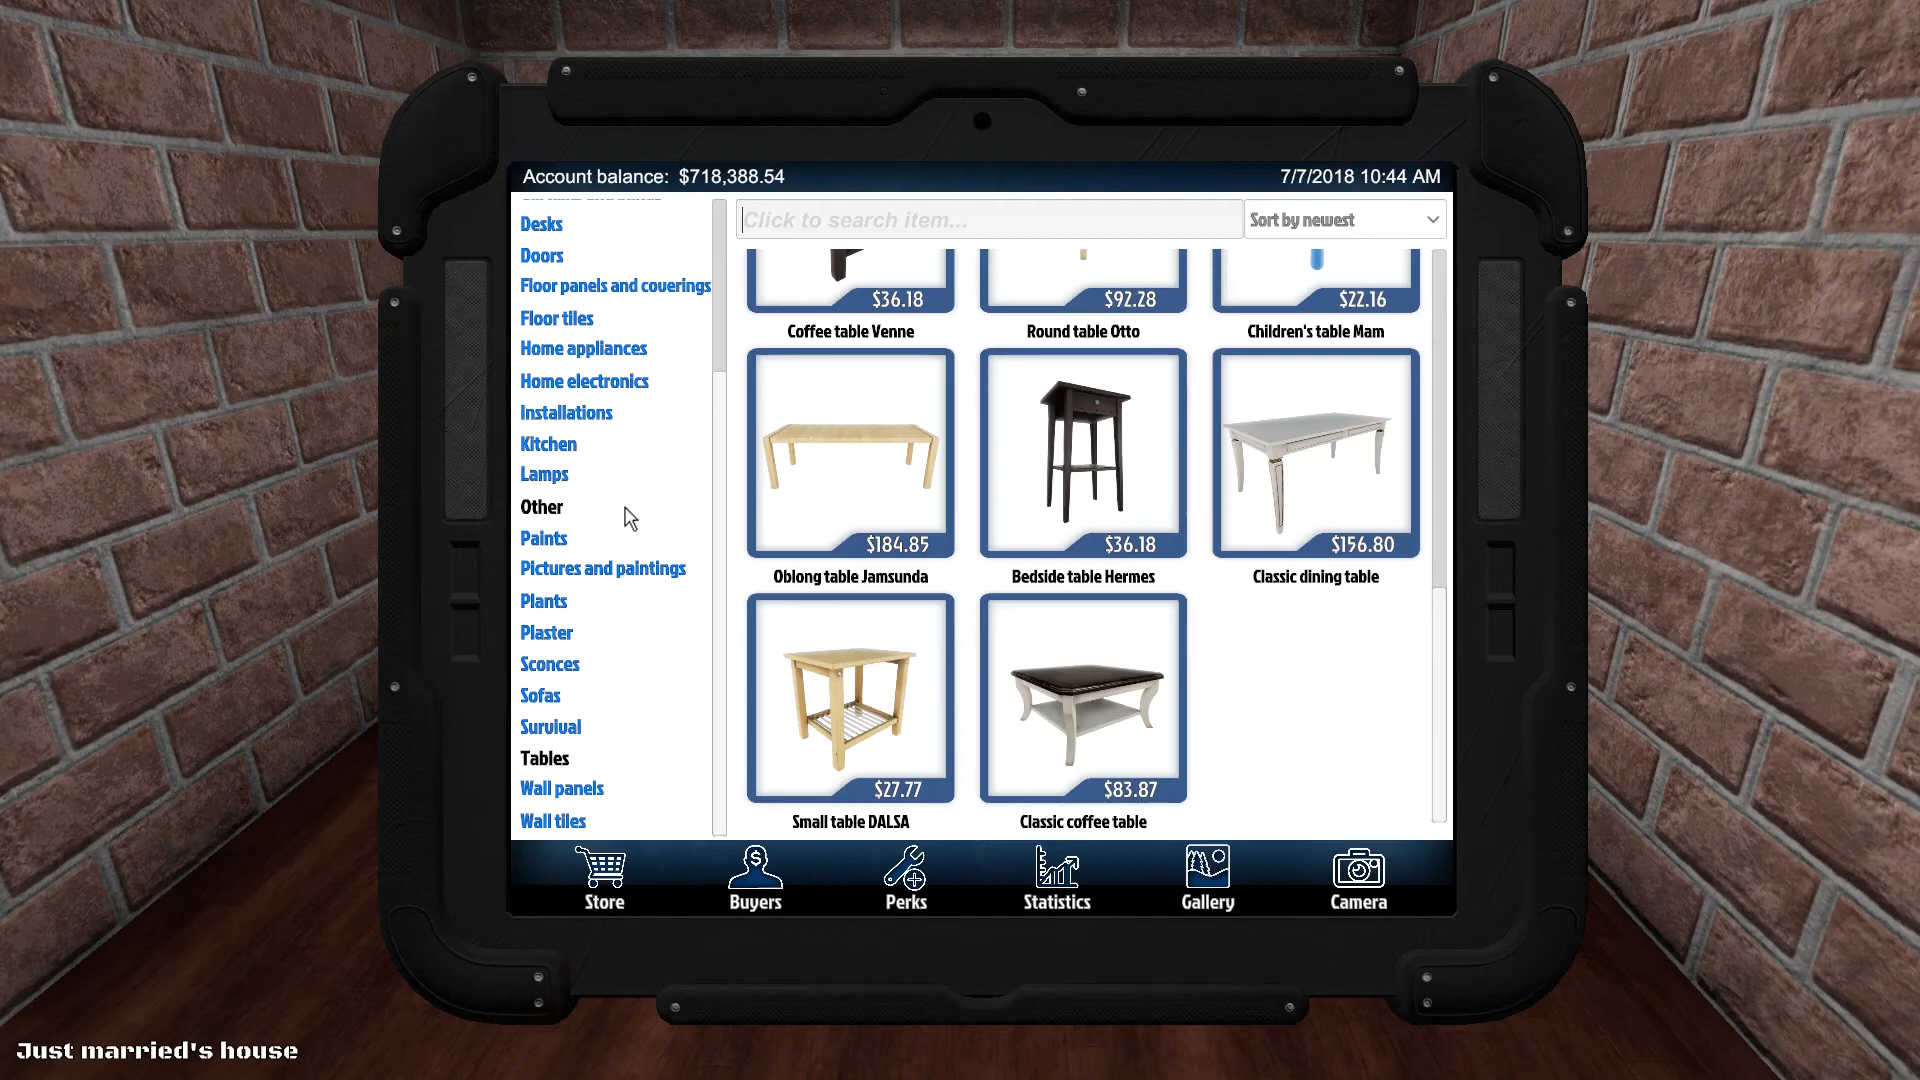 Account balance: $718,388.54
7/7/2018 10:44 AM
Click to search item...
Sort by newest
Desks
Doors
Floor panels and coverings
Floor tiles
Home appliances
Home electronics
Installations
Kitchen
Lamps
Other
Paints
Pictures and paintings
Plants
Plaster
Sconces
Sofas
Survival
Tables
Wall panels
Wall tiles
$36.18
$92.28
$22.16
Coffee table Venne
Round table Otto
Children's table Mam
$184.85
$36.18
$156.80
Oblong table Jamsunda
Bedside table Hermes
Classic dining table
$27.77
$83.87
Small table DALSA
Classic coffee table
Store
Buyers
Perks
Statistics
Gallery
Camera
Just married's house